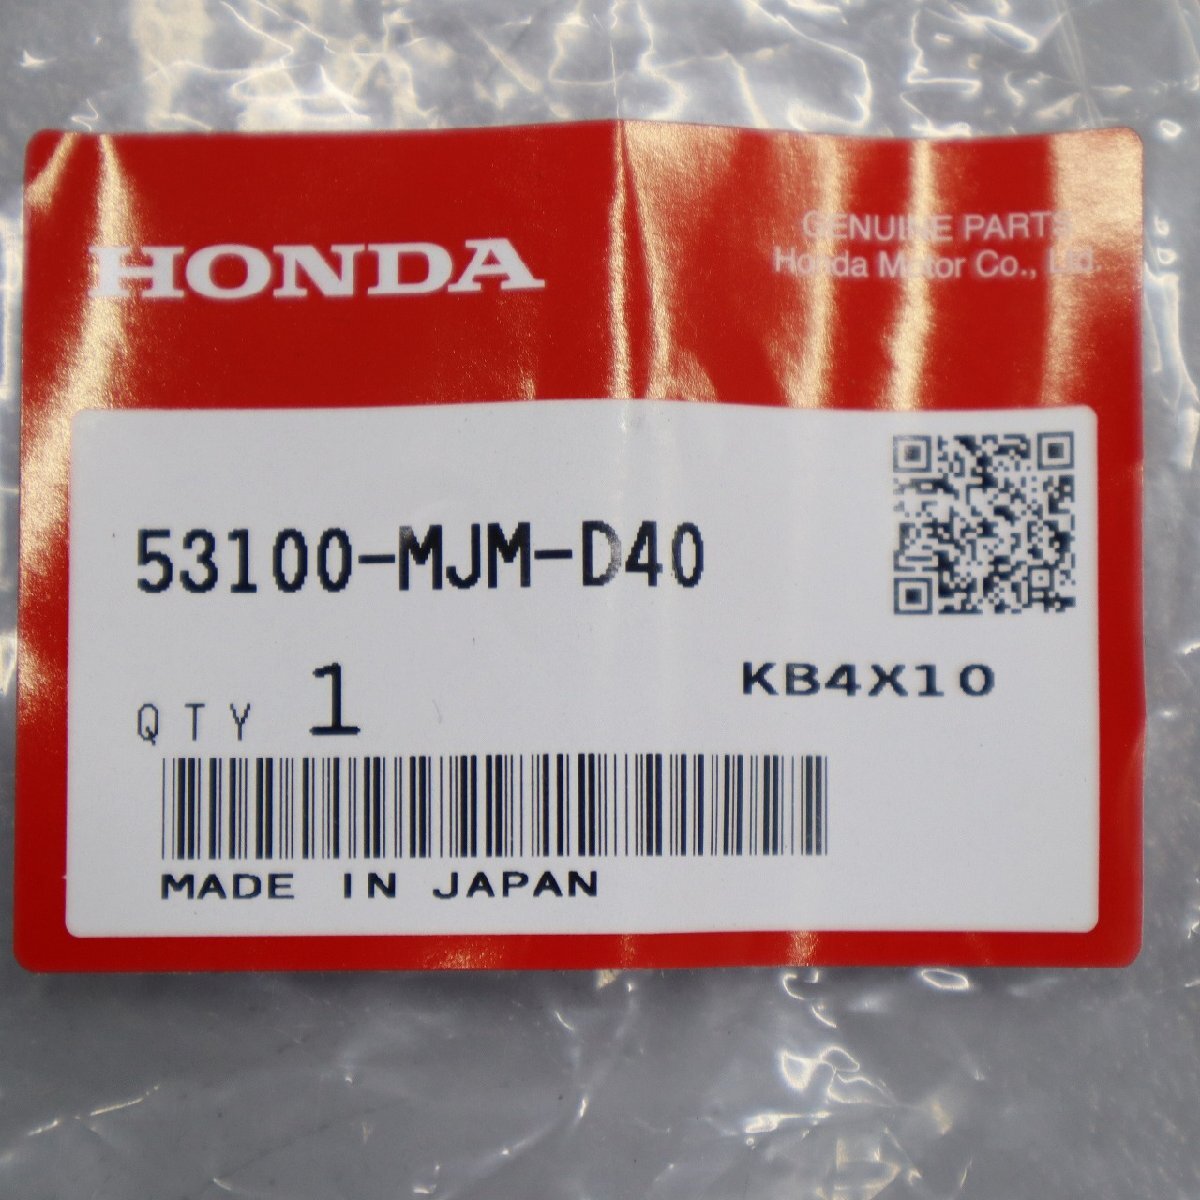 HONDA
GENUINE PARTS
Honda Motor Co., Ltd.
53100-MJM-D40
QTY 1
KB4X10
MADE IN JAPAN